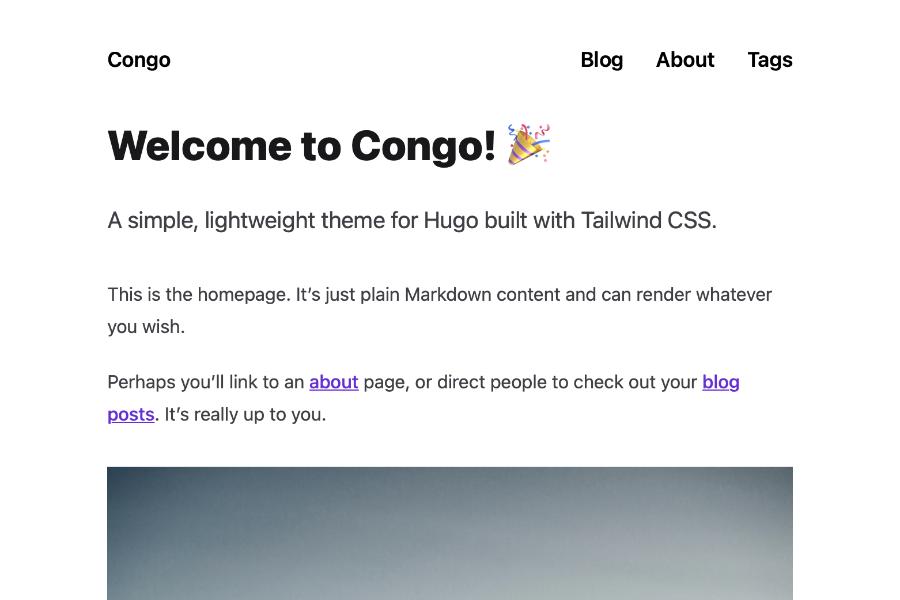 Congo Blog About Tags
Welcome to Congo! 🎉
A simple, lightweight theme for Hugo built with Tailwind CSS.
This is the homepage. It’s just plain Markdown content and can render whatever
you wish.
Perhaps you’ll link to an about page, or direct people to check out your blog
posts. It’s really up to you.